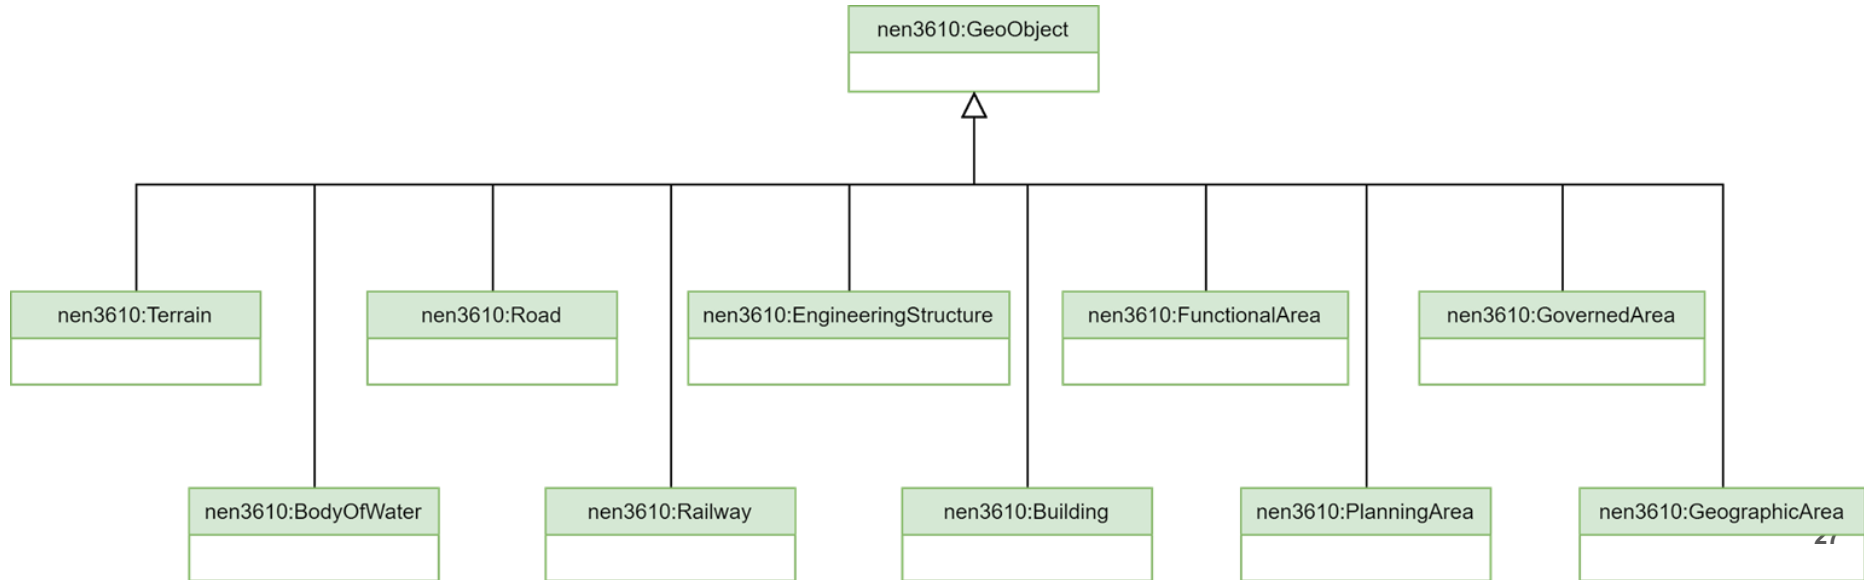 nen3610:GeoObject
nen3610:Terrain
nen3610:Road
nen3610:EngineeringStructure
nen3610:FunctionalArea
nen3610:GovernedArea
nen3610:BodyOfWater
nen3610:Railway
nen3610:Building
nen3610:PlanningArea
nen3610:GeographicArea
27